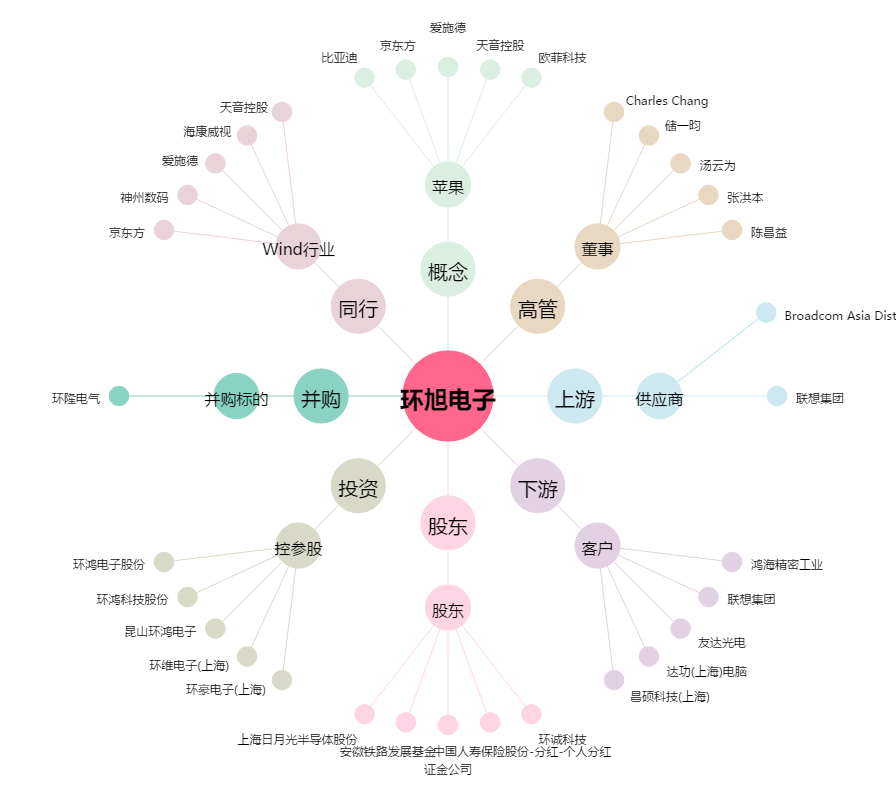 爱施德
京东方
天音控股
比亚迪
欧菲科技
苹果
概念
天音控股
海康威视
爱施德
神州数码
京东方
Wind行业
同行
Charles Chang
储一昀
汤云为
张洪本
陈昌益
董事
高管
环旭电子
并购
并购标的
环隆电气
上游
供应商
Broadcom Asia Dist
联想集团
投资
控参股
环鸿电子股份
环鸿科技股份
昆山环鸿电子
环维电子(上海)
环豪电子(上海)
股东
股东
上海日月光半导体股份
安徽铁路发展基金
证金公司
中国人寿保险股份-分红-个人分红
环诚科技
下游
客户
鸿海精密工业
联想集团
友达光电
达功(上海)电脑
昌硕科技(上海)